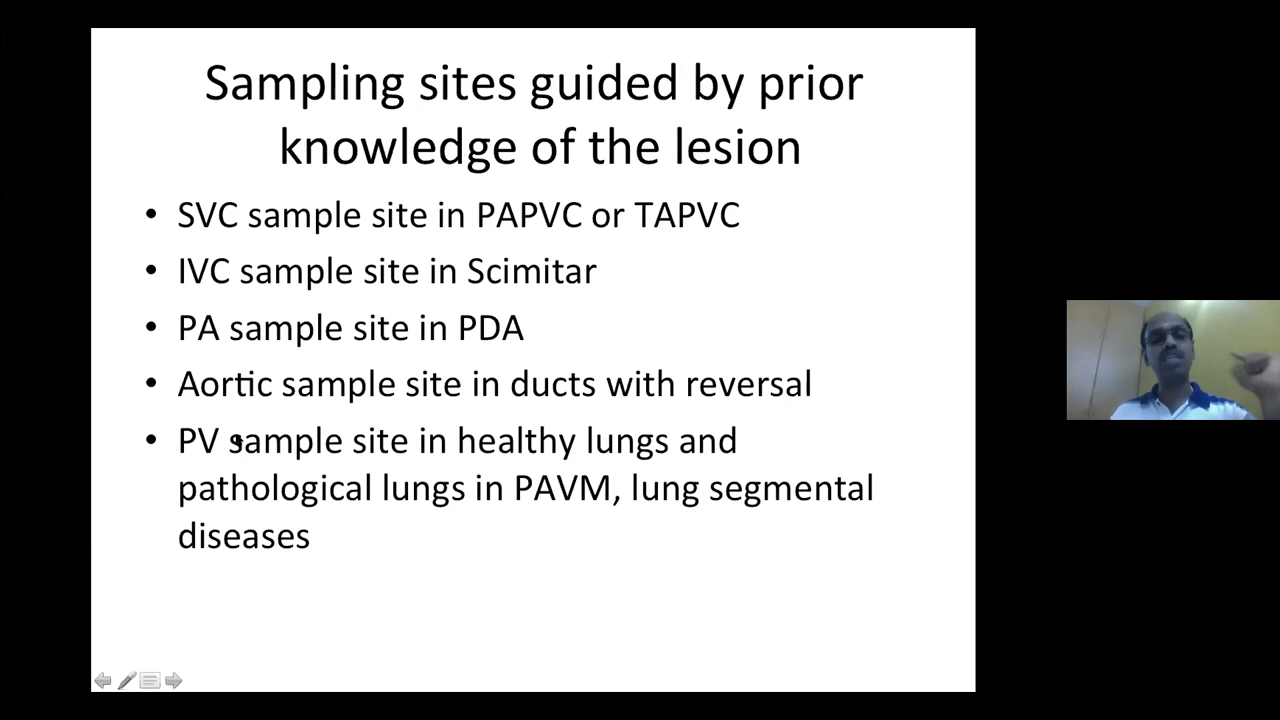 Sampling sites guided by prior
knowledge of the lesion
• SVC sample site in PAPVC or TAPVC
• IVC sample site in Scimitar
• PA sample site in PDA
• Aortic sample site in ducts with reversal
• PV sample site in healthy lungs and
pathological lungs in PAVM, lung segmental
diseases